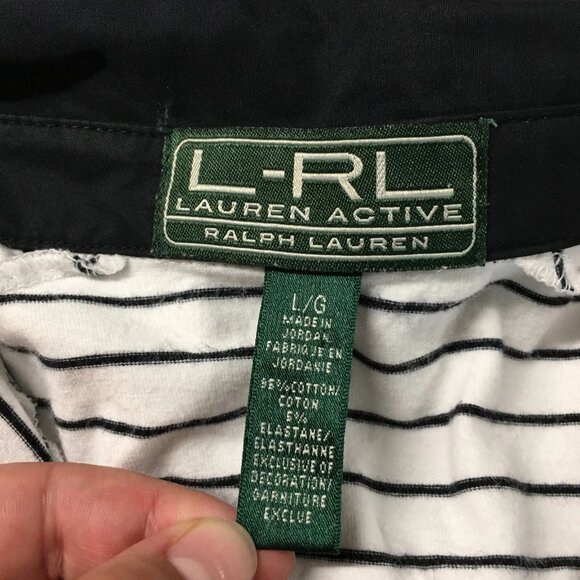 L-RL
LAUREN ACTIVE
RALPH LAUREN
L/G
MADE IN
JORDAN
FABRIQUE EN
JORDANIE
95% COTTON/
COTON
5%
ELASTANE/
ELASTHANNE
EXCLUSIVE OF
DECORATION/
GARNITURE
EXCLUE